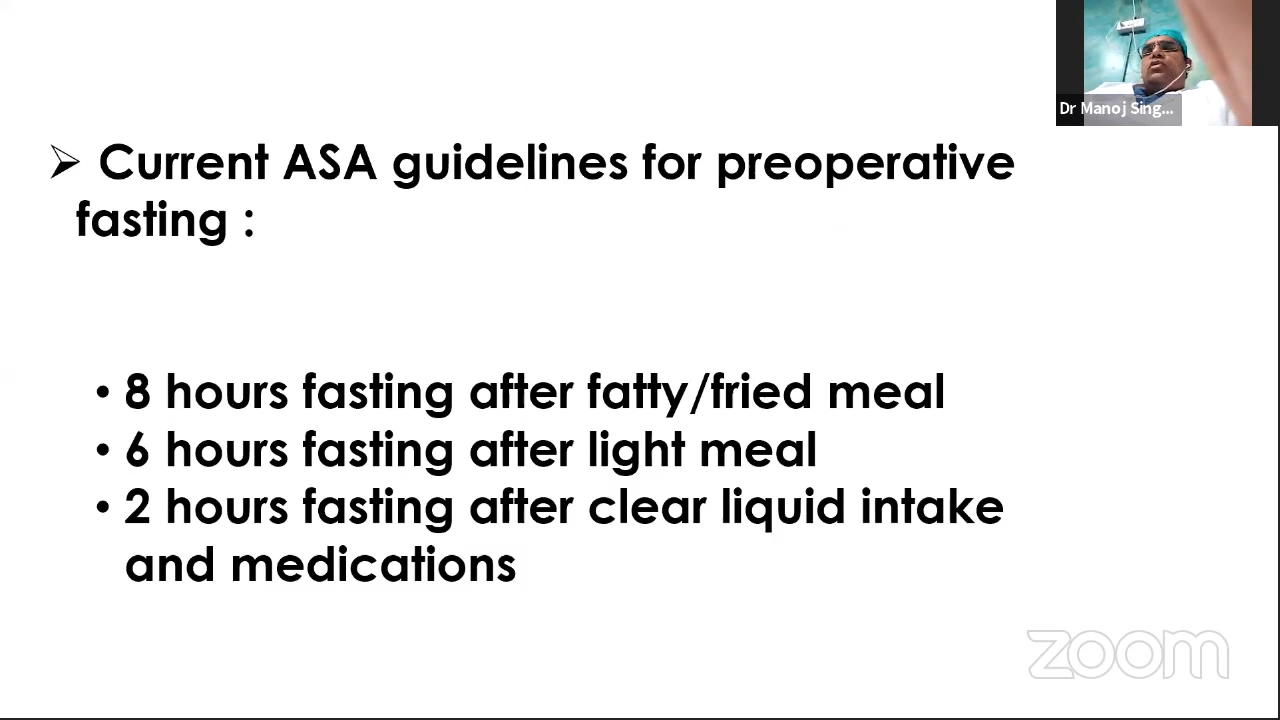 Dr Manoj Sing...
➢ Current ASA guidelines for preoperative
fasting :
• 8 hours fasting after fatty/fried meal
• 6 hours fasting after light meal
• 2 hours fasting after clear liquid intake
and medications
zoom